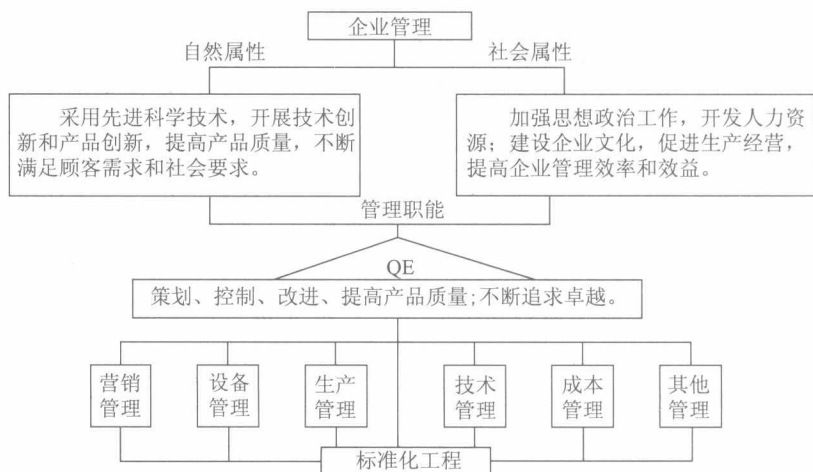 企业管理
自然属性
社会属性
采用先进科学技术，开展技术创
新和产品创新，提高产品质量，不断
满足顾客需求和社会要求。
加强思想政治工作，开发人力资
源；建设企业文化，促进生产经营，
提高企业管理效率和效益。
管理职能
QE
策划、控制、改进、提高产品质量;不断追求卓越。
营销
管理
设备
管理
生产
管理
技术
管理
成本
管理
其他
管理
标准化工程